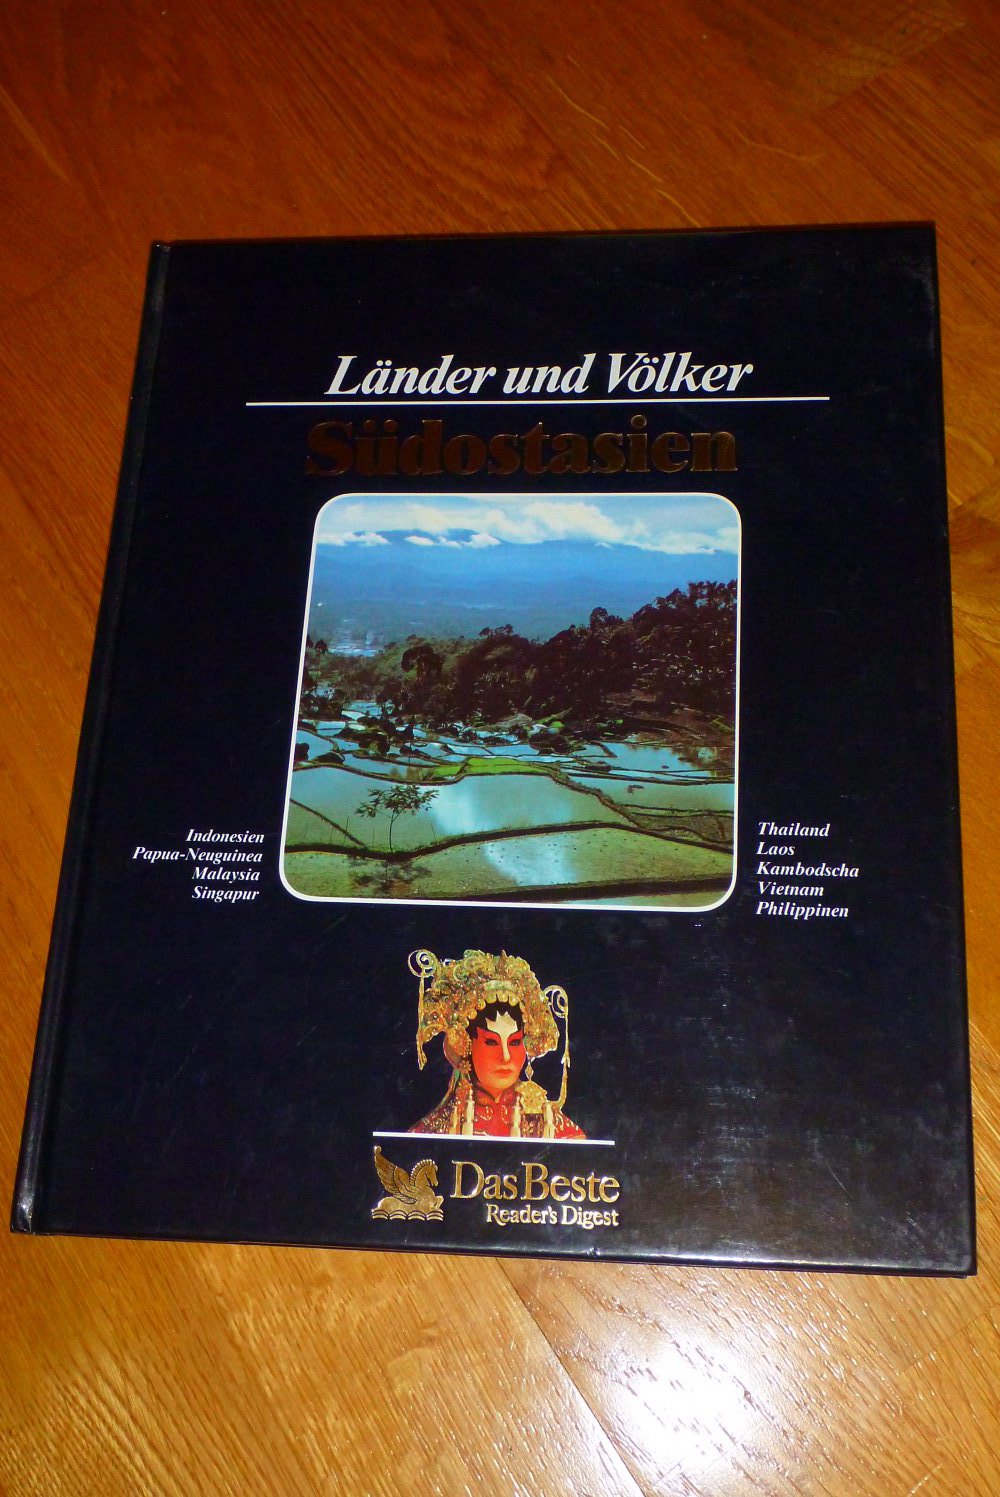 Länder und Völker
Südostasien
Indonesien
Papua-Neuguinea
Malaysia
Singapur
Thailand
Laos
Kambodscha
Vietnam
Philippinen
Das Beste
Reader's Digest